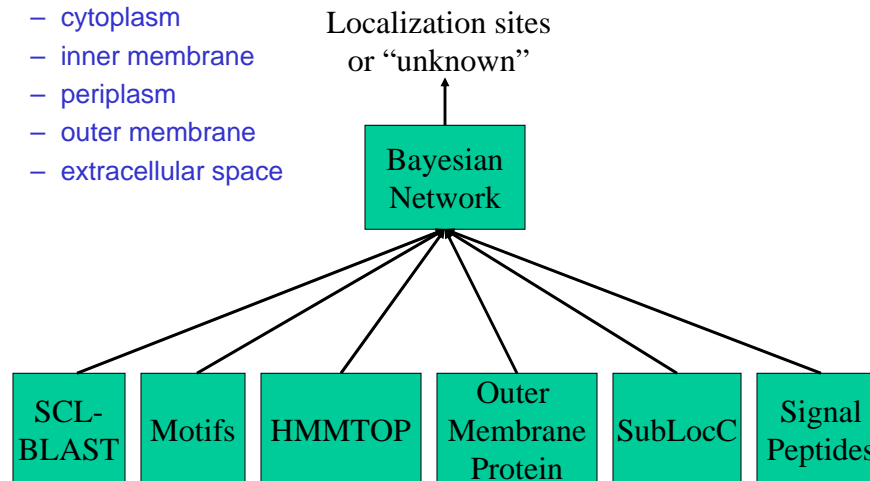 – cytoplasm
– inner membrane
– periplasm
– outer membrane
– extracellular space
Localization sites
or “unknown”
Bayesian
Network
SCL-
BLAST
Motifs
HMMTOP
Outer
Membrane
Protein
SubLocC
Signal
Peptides